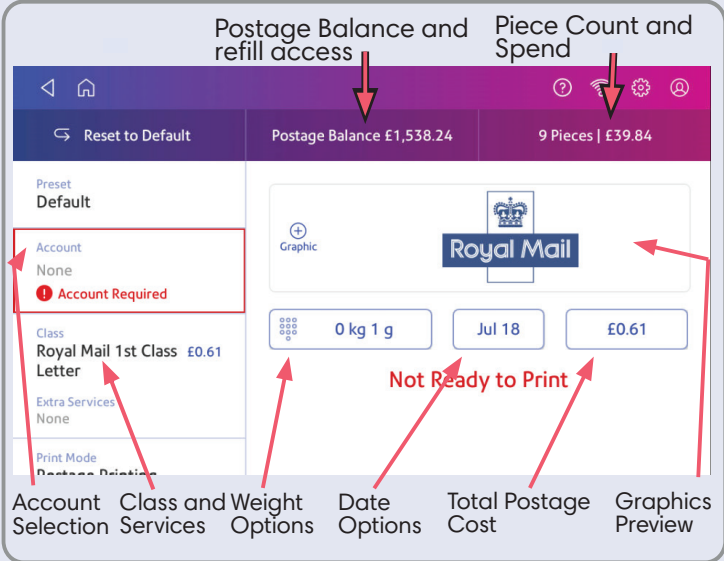 Postage Balance and
refill access
Piece Count and
Spend
Reset to Default
Postage Balance £1,538.24
9 Pieces | £39.84
Preset
Default
Account
None
Account Required
Class
Royal Mail 1st Class £0.61
Letter
Extra Services
None
Print Mode
Postage Printing
Graphic
Royal Mail
0 kg 1 g
Jul 18
£0.61
Not Ready to Print
Account
Selection
Class and
Services
Weight
Options
Date
Options
Total Postage
Cost
Graphics
Preview